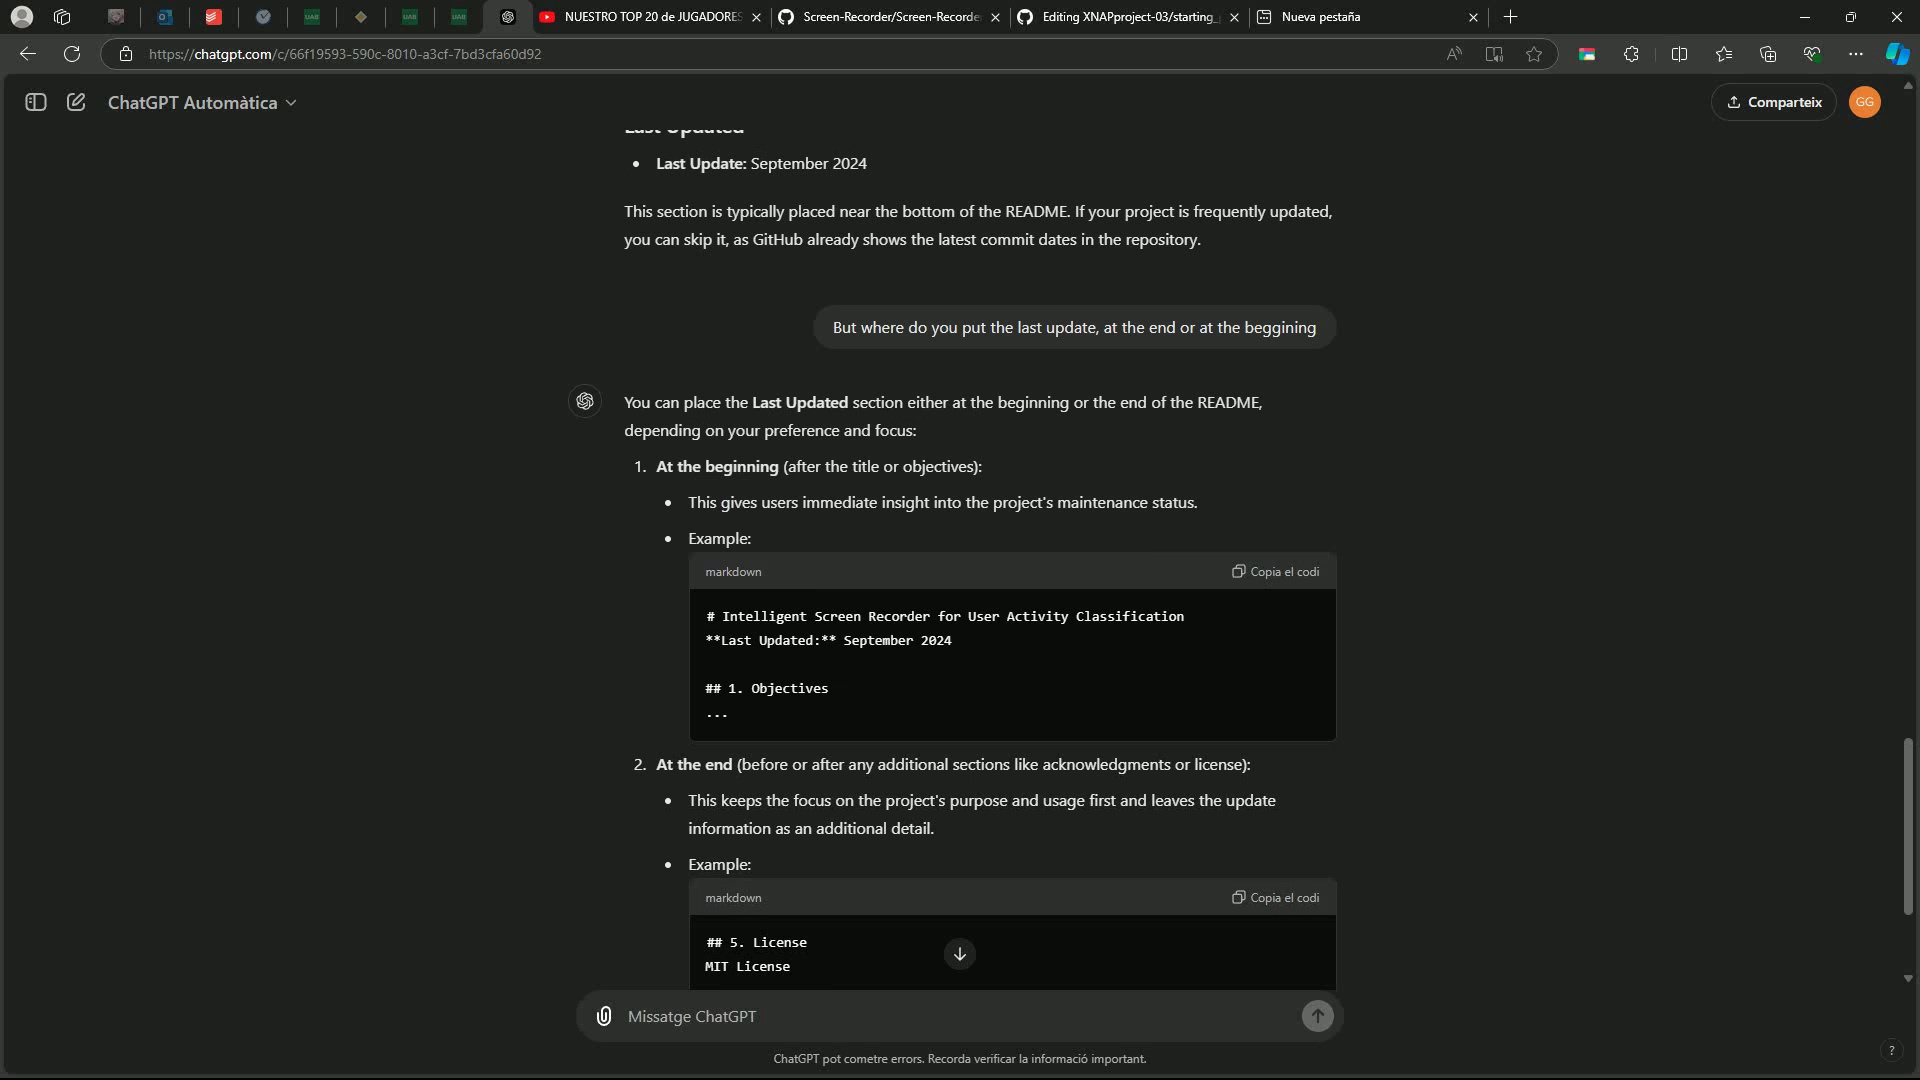 NUESTRO TOP 20 de JUGADORES
Screen-Recorder/Screen-Recorde
Editing XNAPproject-03/starting_
Nueva pestaña
https://chatgpt.com/c/66f19593-590c-8010-a3cf-7bd3cfa60d92
ChatGPT Automàtica
Comparteix
GG
Last Updated
• Last Update: September 2024
This section is typically placed near the bottom of the README. If your project is frequently updated,
you can skip it, as GitHub already shows the latest commit dates in the repository.
But where do you put the last update, at the end or at the beggining
You can place the Last Updated section either at the beginning or the end of the README,
depending on your preference and focus:
1. At the beginning (after the title or objectives):
• This gives users immediate insight into the project's maintenance status.
• Example:
markdown
Copia el codi
# Intelligent Screen Recorder for User Activity Classification
**Last Updated:** September 2024
## 1. Objectives
...
2. At the end (before or after any additional sections like acknowledgments or license):
• This keeps the focus on the project's purpose and usage first and leaves the update
information as an additional detail.
• Example:
markdown
Copia el codi
## 5. License
MIT License
Missatge ChatGPT
ChatGPT pot cometre errors. Recorda verificar la informació important.
?